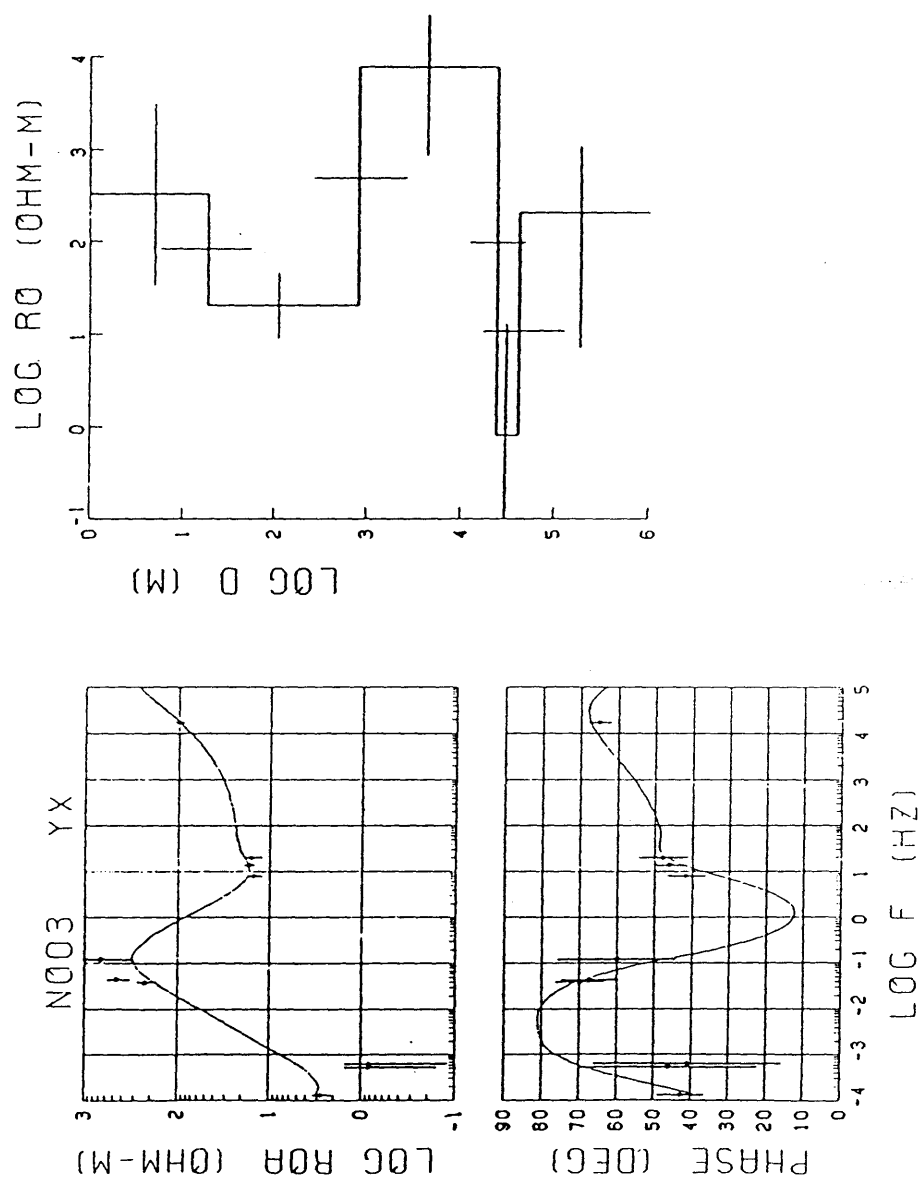 LOG RO (OHM-M)
-1 0 1 2 3 4
LOG D (M)
0 1 2 3 4 5 6
N003 YX
LOG ROA (OHM-M)
3 2 1 0 -1
PHASE (DEG)
90 80 70 60 50 40 30 20 10
-4 -3 -2 -1 0 1 2 3 4 5
LOG F (HZ)